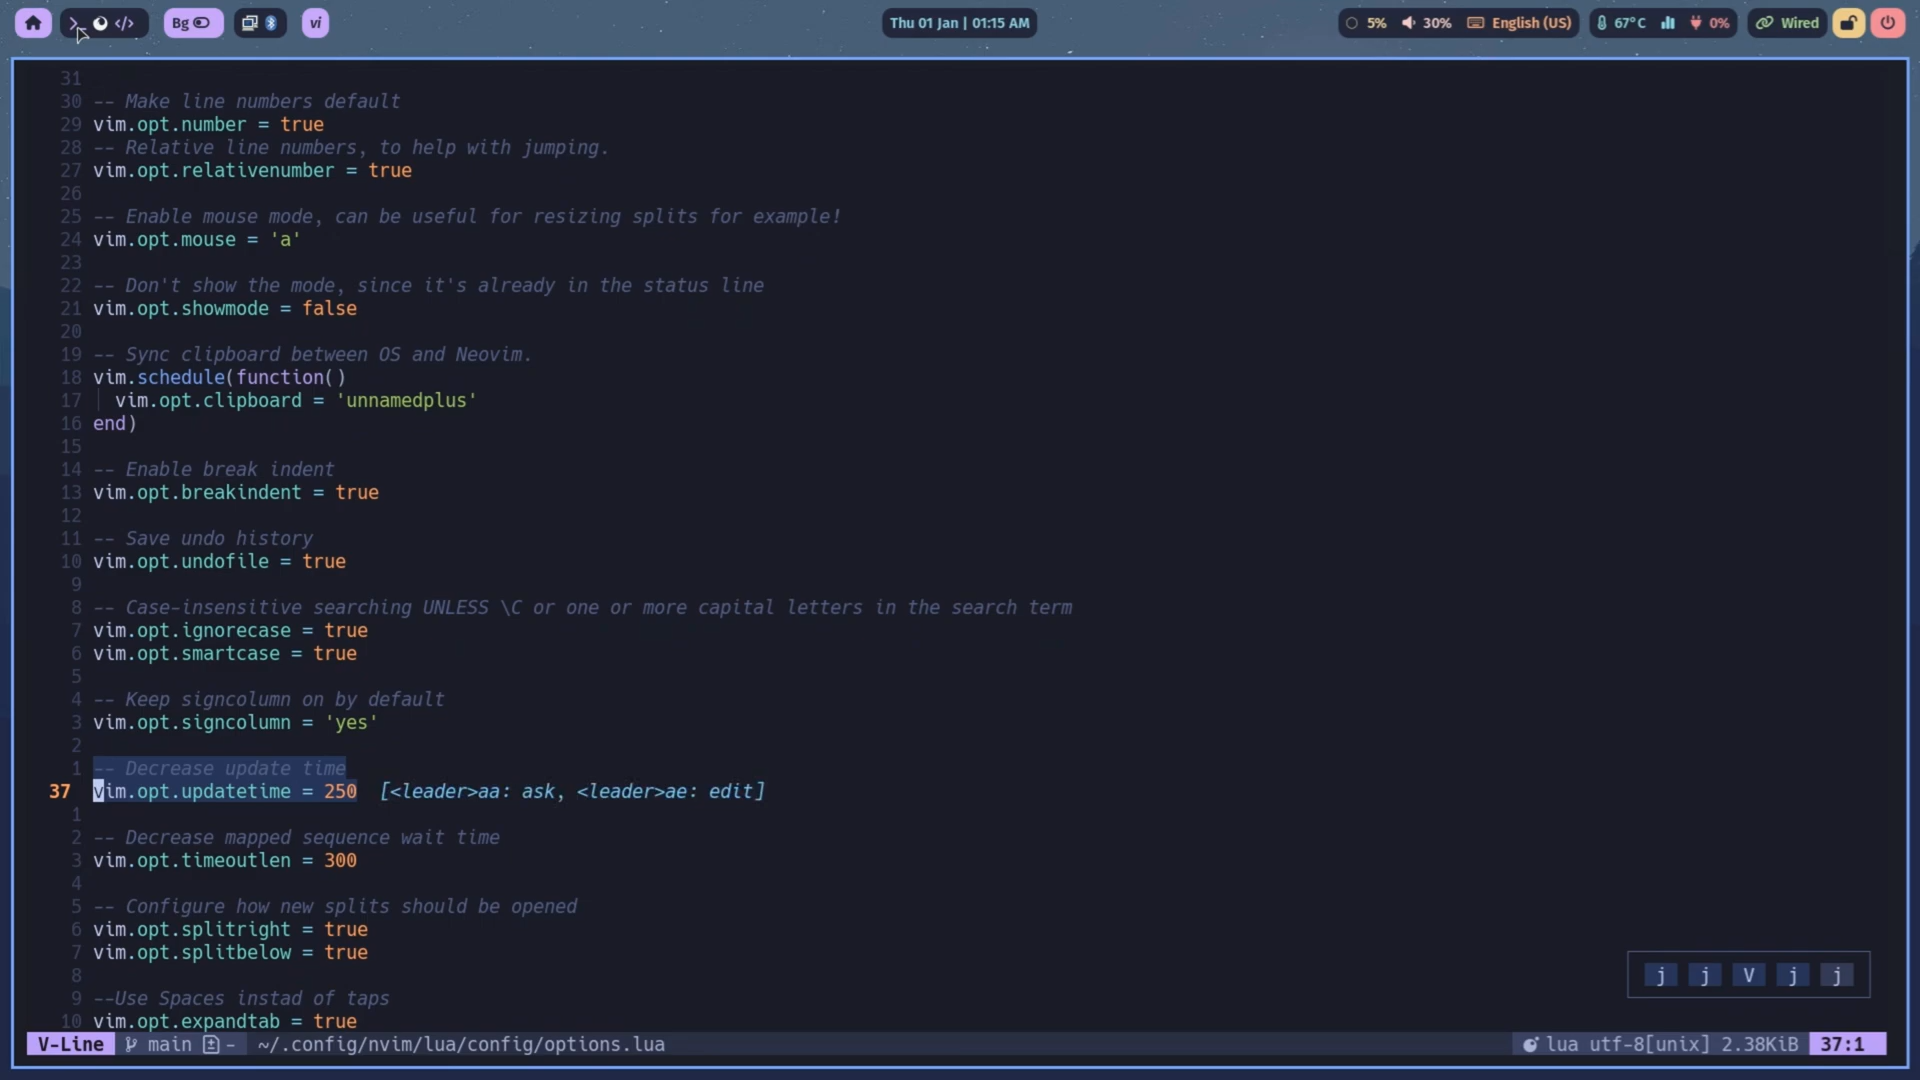 >_ </> Bg vi Thu 01 Jan | 01:15 AM 5% 30% English (US) 67°C 0% Wired
31
30 -- Make line numbers default
29 vim.opt.number = true
28 -- Relative line numbers, to help with jumping.
27 vim.opt.relativenumber = true
26
25 -- Enable mouse mode, can be useful for resizing splits for example!
24 vim.opt.mouse = 'a'
23
22 -- Don't show the mode, since it's already in the status line
21 vim.opt.showmode = false
20
19 -- Sync clipboard between OS and Neovim.
18 vim.schedule(function()
17 vim.opt.clipboard = 'unnamedplus'
16 end)
15
14 -- Enable break indent
13 vim.opt.breakindent = true
12
11 -- Save undo history
10 vim.opt.undofile = true
9
8 -- Case-insensitive searching UNLESS \C or one or more capital letters in the search term
7 vim.opt.ignorecase = true
6 vim.opt.smartcase = true
5
4 -- Keep signcolumn on by default
3 vim.opt.signcolumn = 'yes'
2
1 -- Decrease update time
37 vim.opt.updatetime = 250 [<leader>aa: ask, <leader>ae: edit]
1
2 -- Decrease mapped sequence wait time
3 vim.opt.timeoutlen = 300
4
5 -- Configure how new splits should be opened
6 vim.opt.splitright = true
7 vim.opt.splitbelow = true
8
j j V j j
9 --Use Spaces instad of taps
10 vim.opt.expandtab = true
V-Line main - ~/.config/nvim/lua/config/options.lua lua utf-8[unix] 2.38KiB 37:1